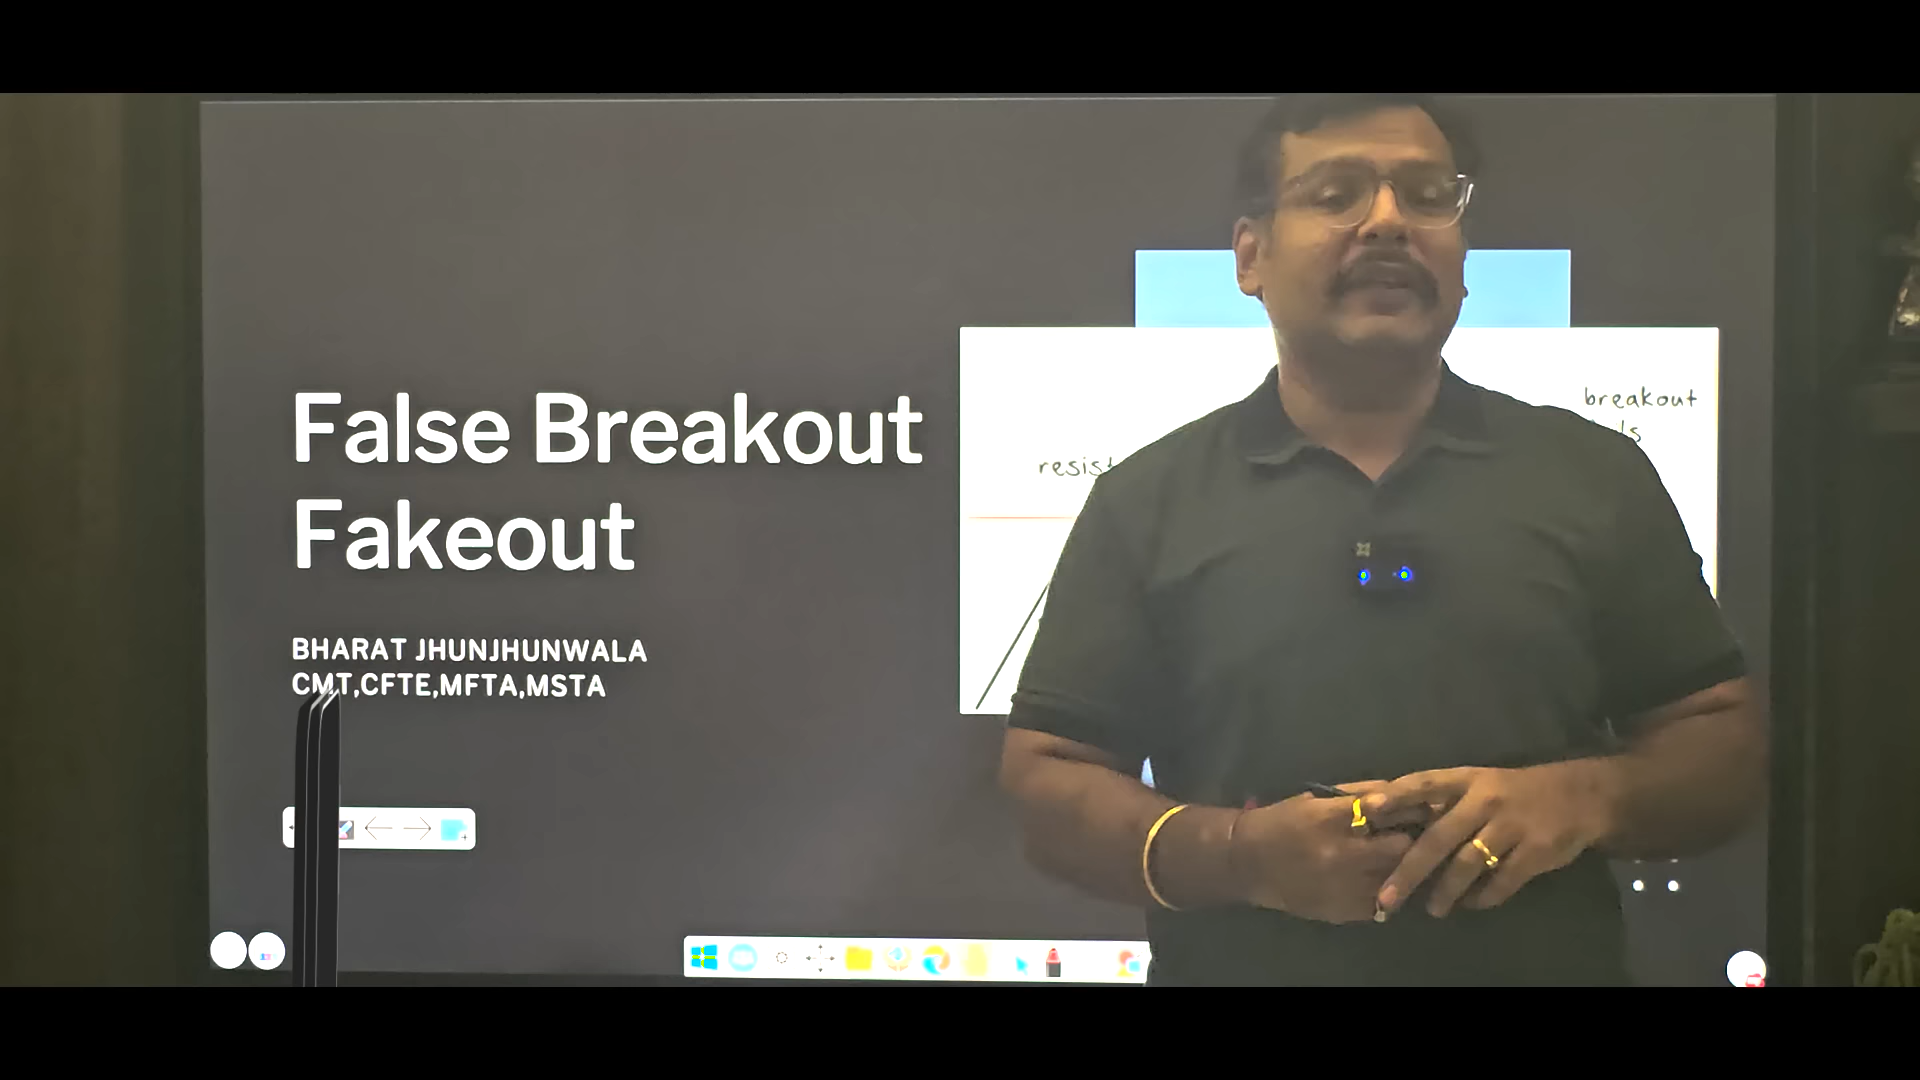 False Breakout
Fakeout
BHARAT JHUNJHUNWALA
CMT,CFTE,MFTA,MSTA
breakout